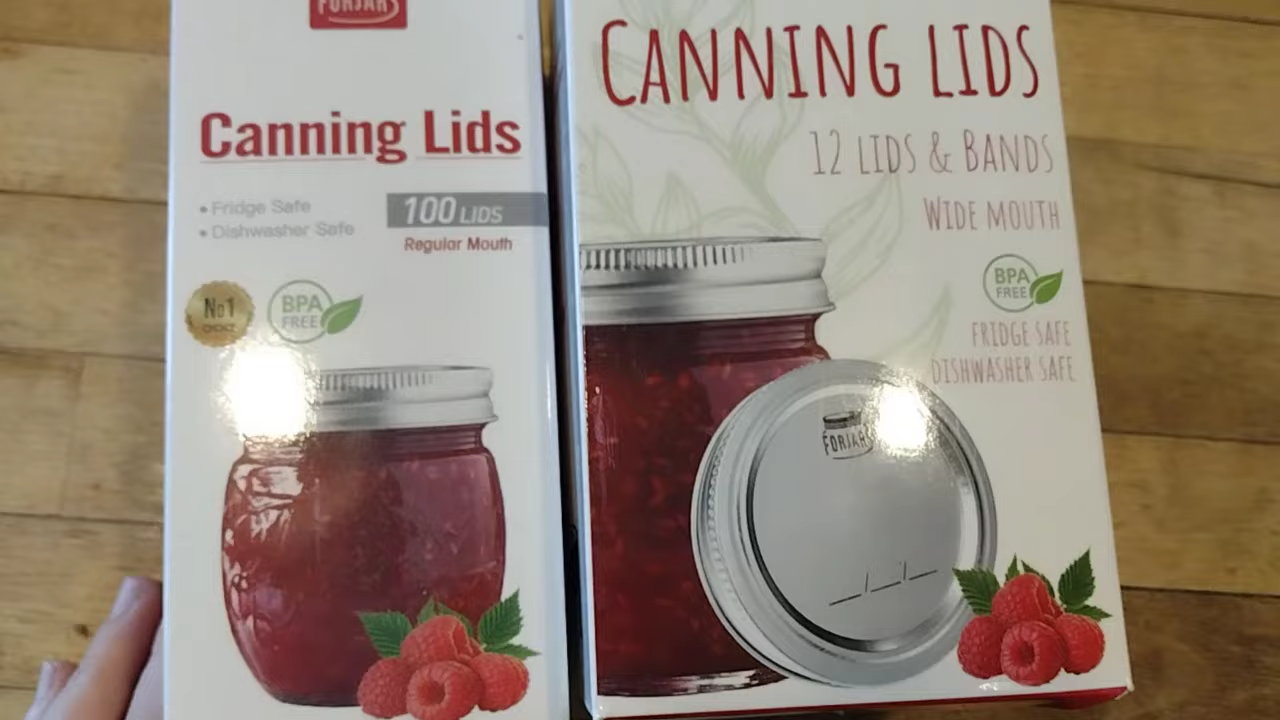 FORJARS
Canning Lids
• Fridge Safe
• Dishwasher Safe
100 LIDS
Regular Mouth
No1
CHOICE
BPA
FREE
CANNING LIDS
12 LIDS & BANDS
WIDE MOUTH
BPA
FREE
FRIDGE SAFE
DISHWASHER SAFE
FORJARS